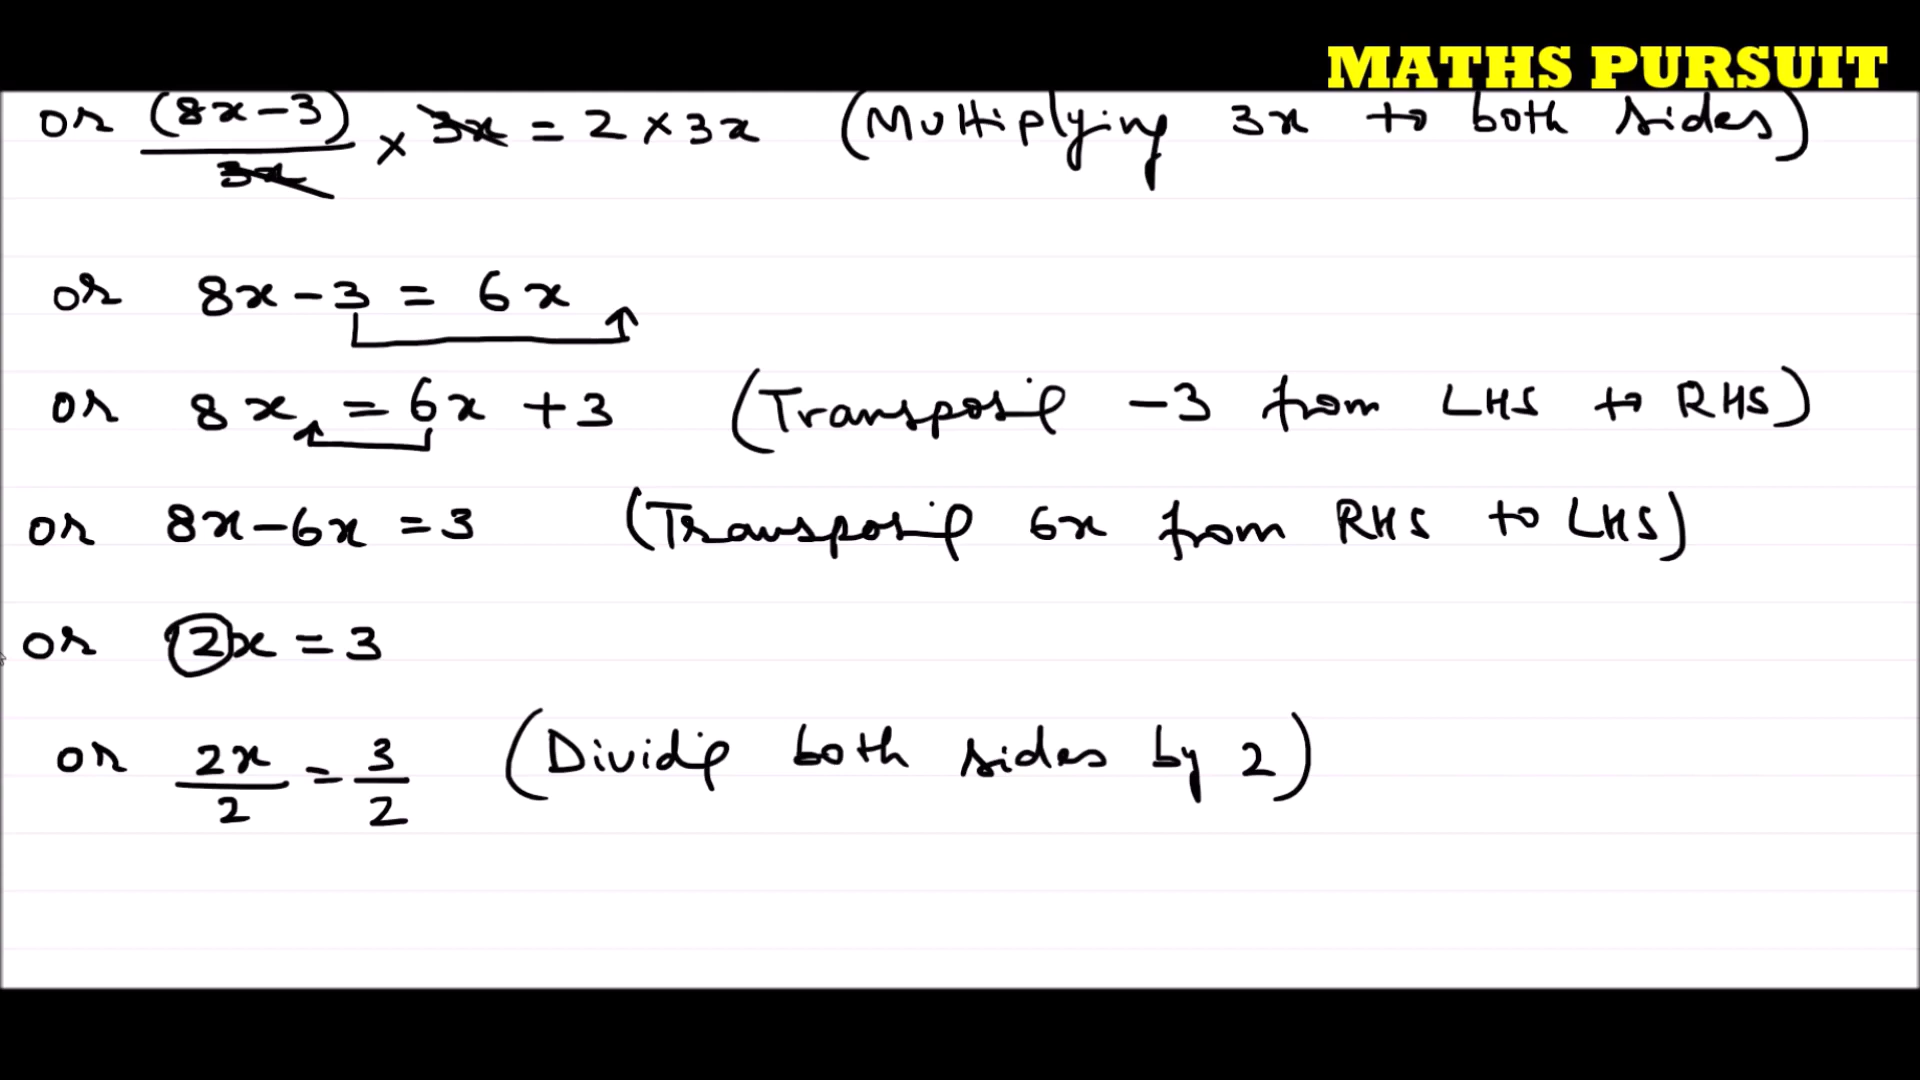 MATHS PURSUIT
or (8x-3)/3x × 3x = 2 × 3x (Multiplying 3x to both sides)
or 8x - 3 = 6x
or 8x = 6x + 3 (Transposing -3 from LHS to RHS)
or 8x - 6x = 3 (Transposing 6x from RHS to LHS)
or 2x = 3
or 2x/2 = 3/2 (Dividing both sides by 2)